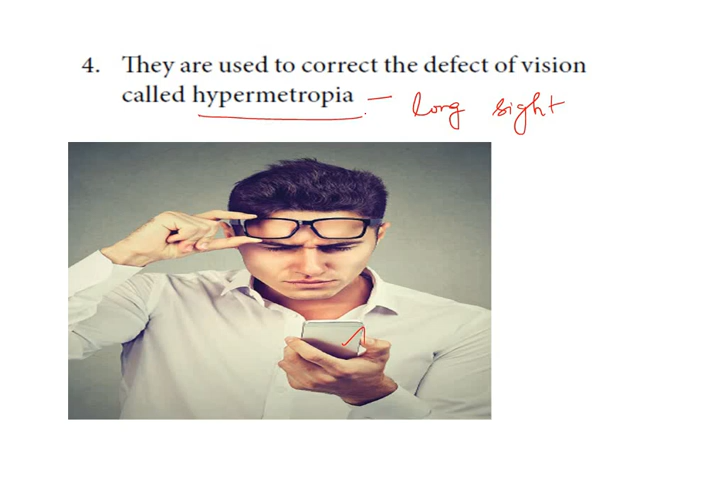 4. They are used to correct the defect of vision
called hypermetropia — long sight